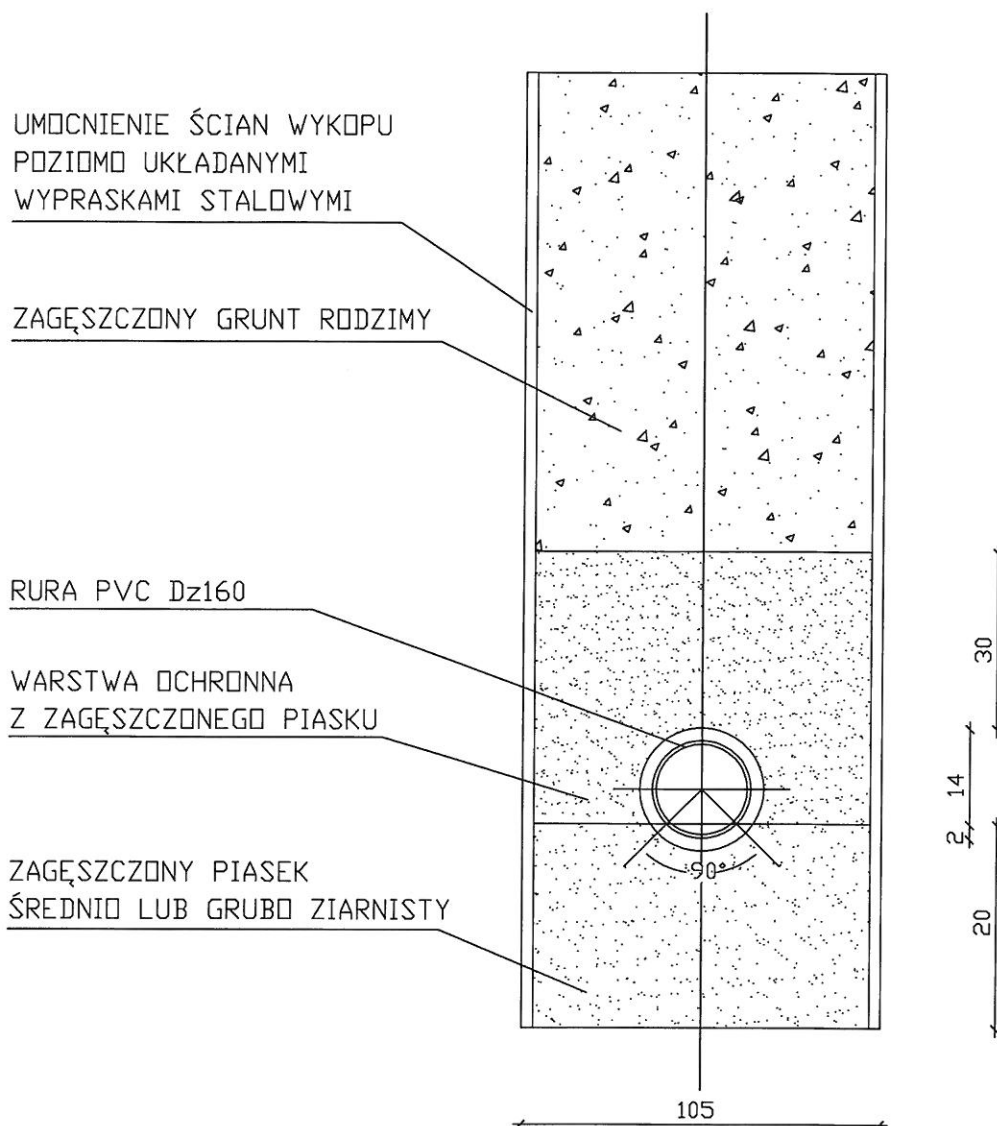 UMOCNIENIE ŚCIAN WYKOPU
POZIOMO UKŁADANYMI
WYPRASKAMI STALOWYMI
ZAGĘSZCZONY GRUNT RODZIMY
RURA PVC Dz160
WARSTWA OCHRONNA
Z ZAGĘSZCZONEGO PIASKU
ZAGĘSZCZONY PIASEK
ŚREDNIO LUB GRUBO ZIARNISTY
90°
30
14
2
20
105